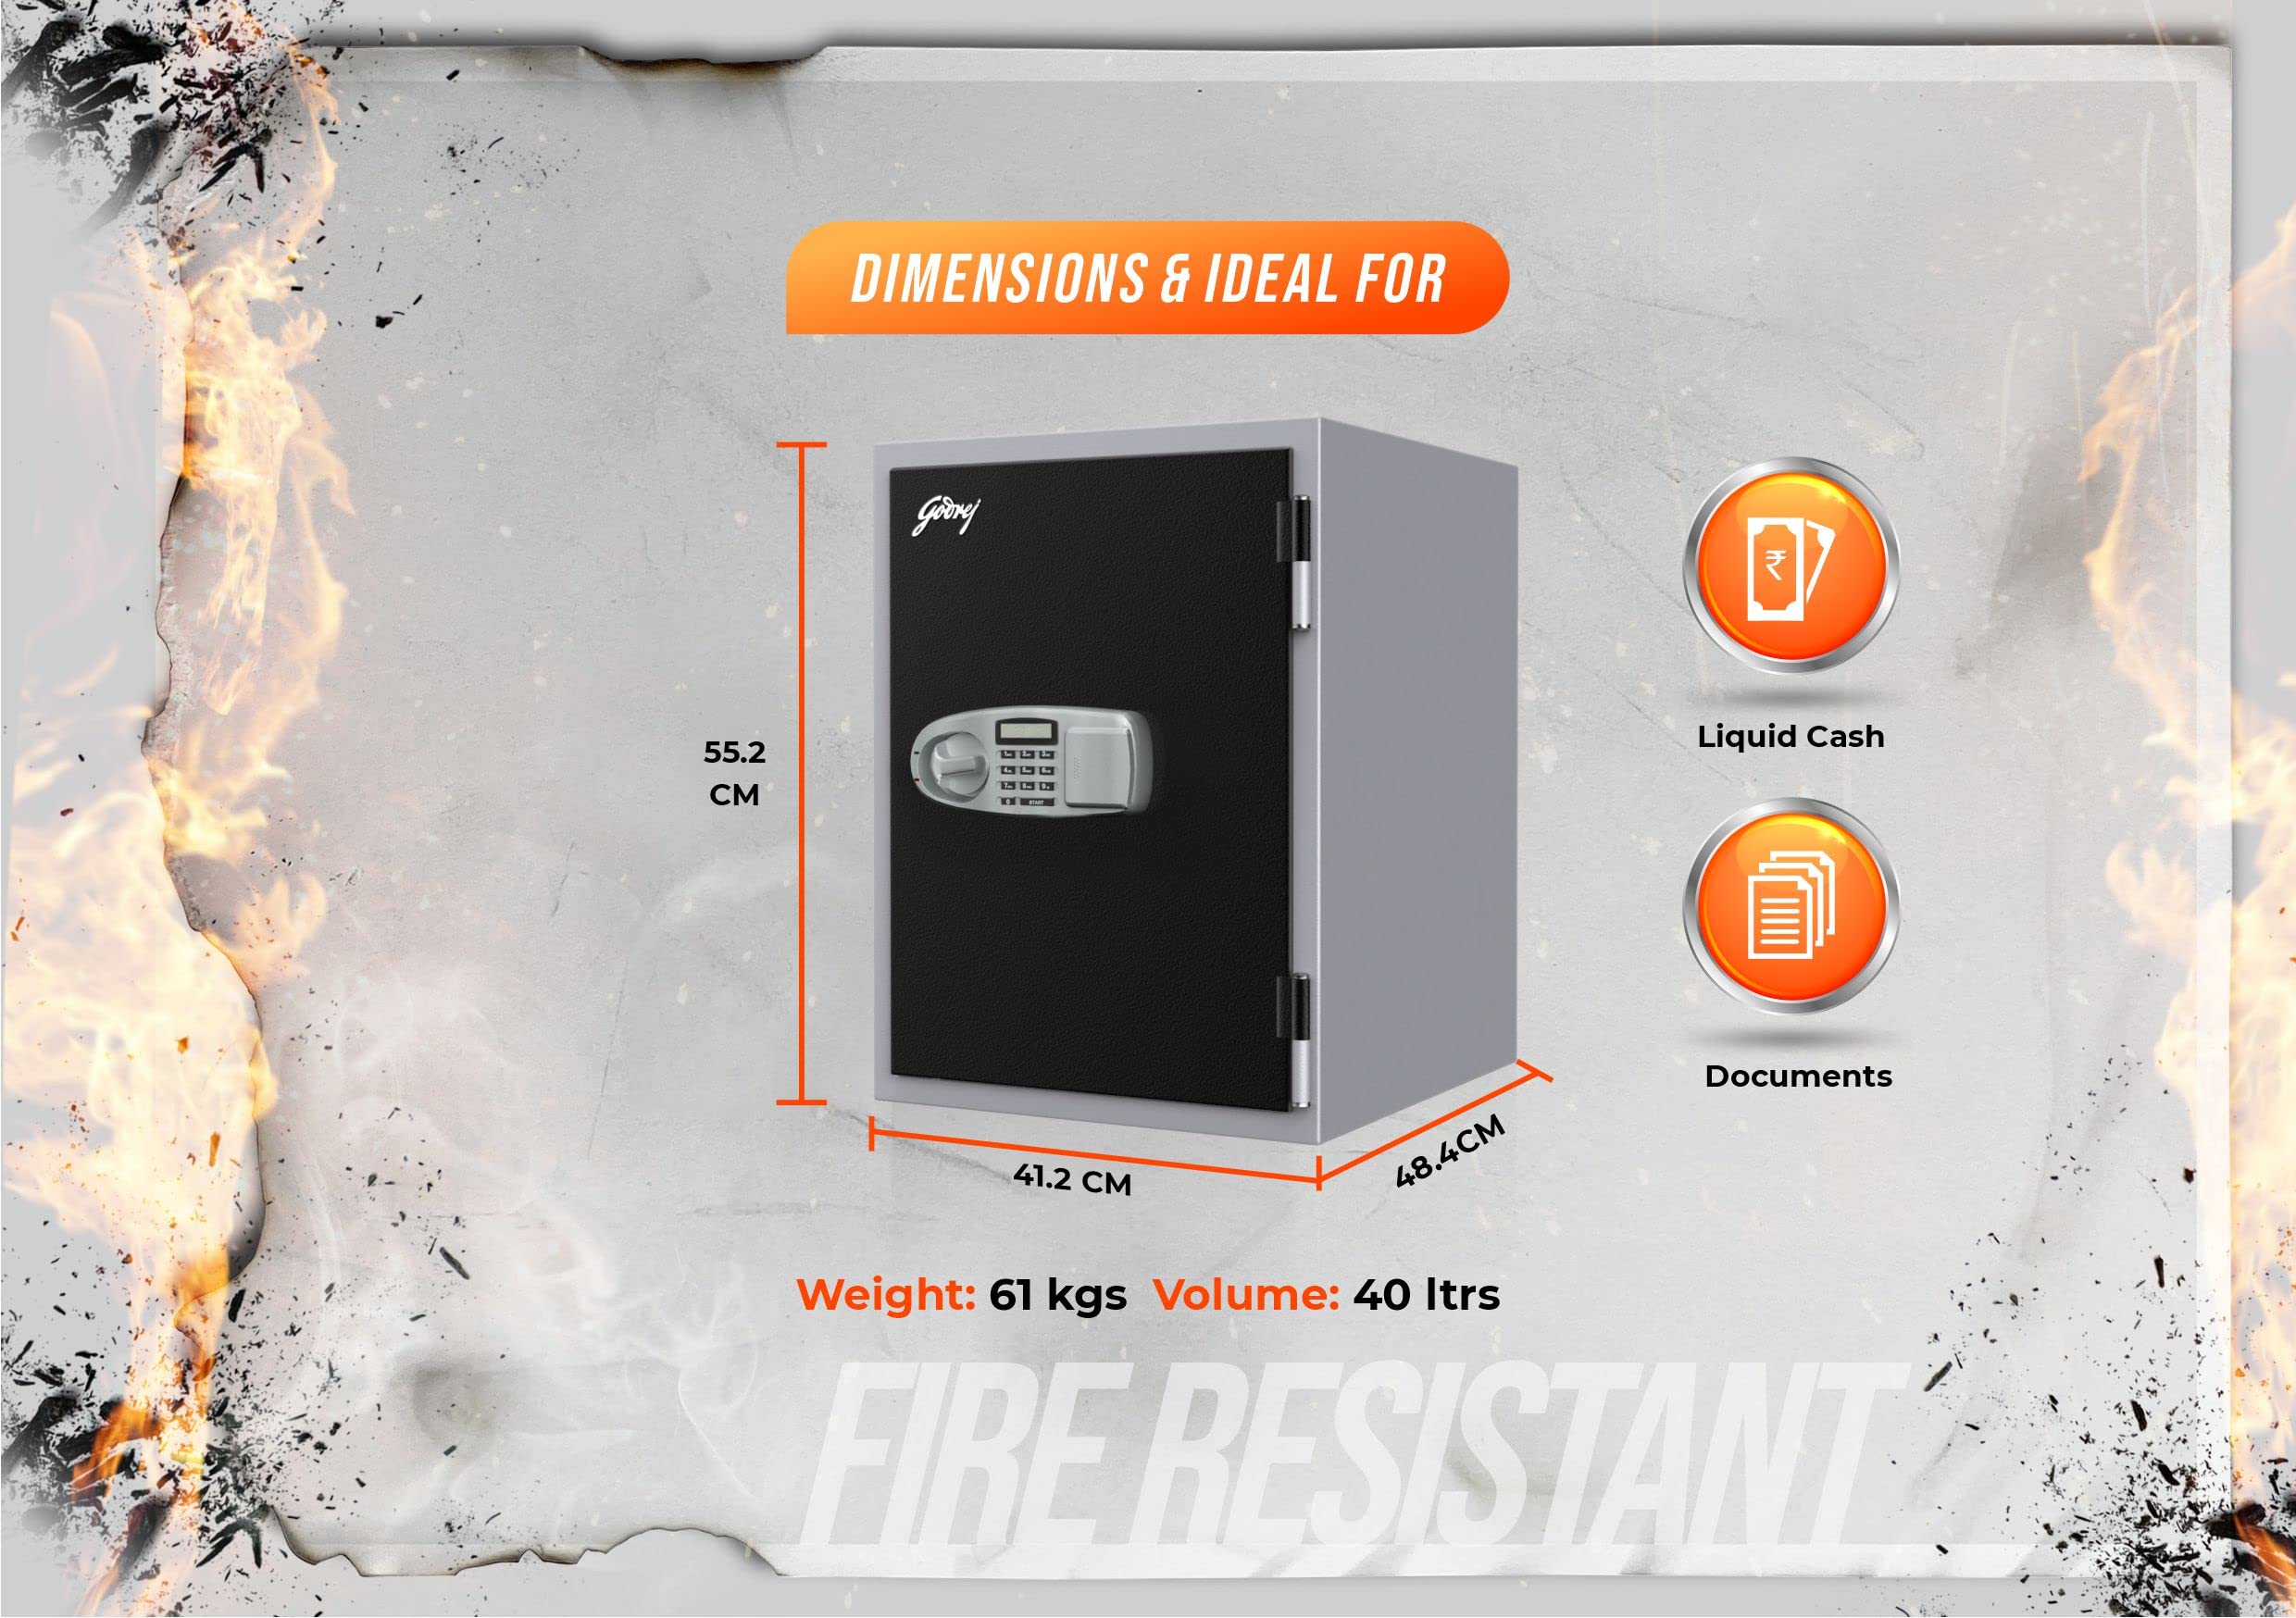 DIMENSIONS & IDEAL FOR
Godrej
₹
55.2
CM
START
41.2 CM
48.4CM
Liquid Cash
Documents
Weight: 61 kgs Volume: 40 ltrs
FIRE RESISTANT